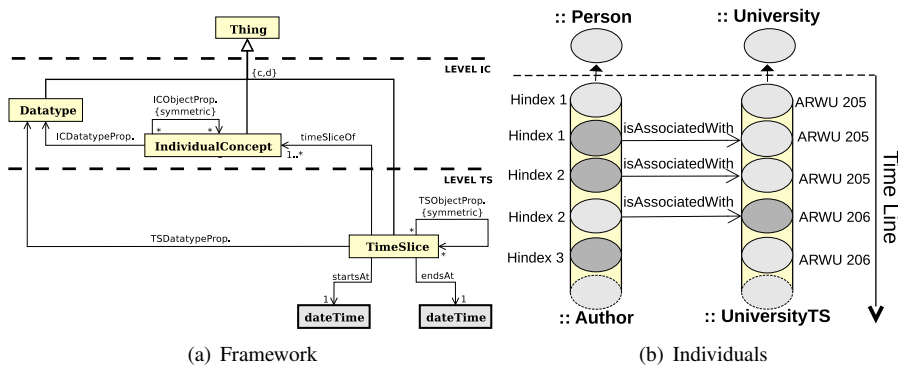 Thing
LEVEL IC
{c,d}
Datatype
ICObjectProp.
{symmetric}
*
*
ICDatatypeProp.
IndividualConcept
timeSliceOf
1..*
LEVEL TS
TSObjectProp.
{symmetric}
*
*
TSDatatypeProp.
TimeSlice
startsAt
endsAt
1
1
dateTime
dateTime
(a) Framework
:: Person
:: University
Hindex 1
ARWU 205
Hindex 1
isAssociatedWith
ARWU 205
Hindex 2
isAssociatedWith
ARWU 205
Hindex 2
isAssociatedWith
ARWU 206
Hindex 3
ARWU 206
Time Line
:: Author
:: UniversityTS
(b) Individuals